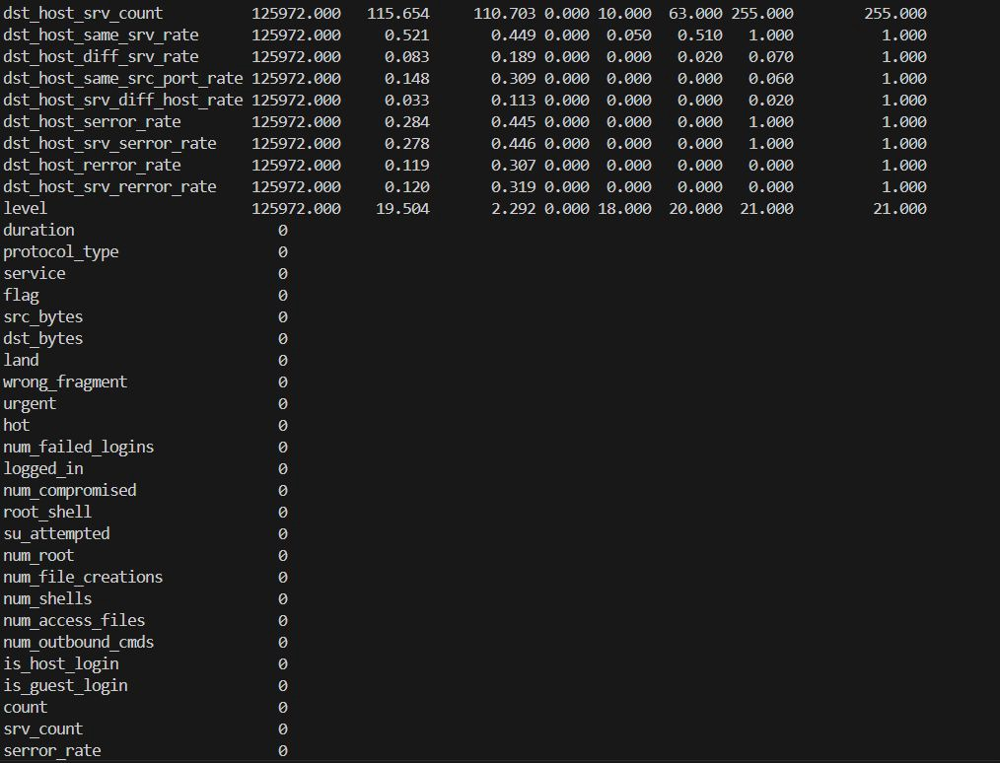 dst_host_srv_count 125972.000 115.654 110.703 0.000 10.000 63.000 255.000 255.000
dst_host_same_srv_rate 125972.000 0.521 0.449 0.000 0.050 0.510 1.000 1.000
dst_host_diff_srv_rate 125972.000 0.083 0.189 0.000 0.000 0.020 0.070 1.000
dst_host_same_src_port_rate 125972.000 0.148 0.309 0.000 0.000 0.000 0.060 1.000
dst_host_srv_diff_host_rate 125972.000 0.033 0.113 0.000 0.000 0.000 0.020 1.000
dst_host_serror_rate 125972.000 0.284 0.445 0.000 0.000 0.000 1.000 1.000
dst_host_srv_serror_rate 125972.000 0.278 0.446 0.000 0.000 0.000 1.000 1.000
dst_host_rerror_rate 125972.000 0.119 0.307 0.000 0.000 0.000 0.000 1.000
dst_host_srv_rerror_rate 125972.000 0.120 0.319 0.000 0.000 0.000 0.000 1.000
level 125972.000 19.504 2.292 0.000 18.000 20.000 21.000 21.000
duration 0
protocol_type 0
service 0
flag 0
src_bytes 0
dst_bytes 0
land 0
wrong_fragment 0
urgent 0
hot 0
num_failed_logins 0
logged_in 0
num_compromised 0
root_shell 0
su_attempted 0
num_root 0
num_file_creations 0
num_shells 0
num_access_files 0
num_outbound_cmds 0
is_host_login 0
is_guest_login 0
count 0
srv_count 0
serror_rate 0